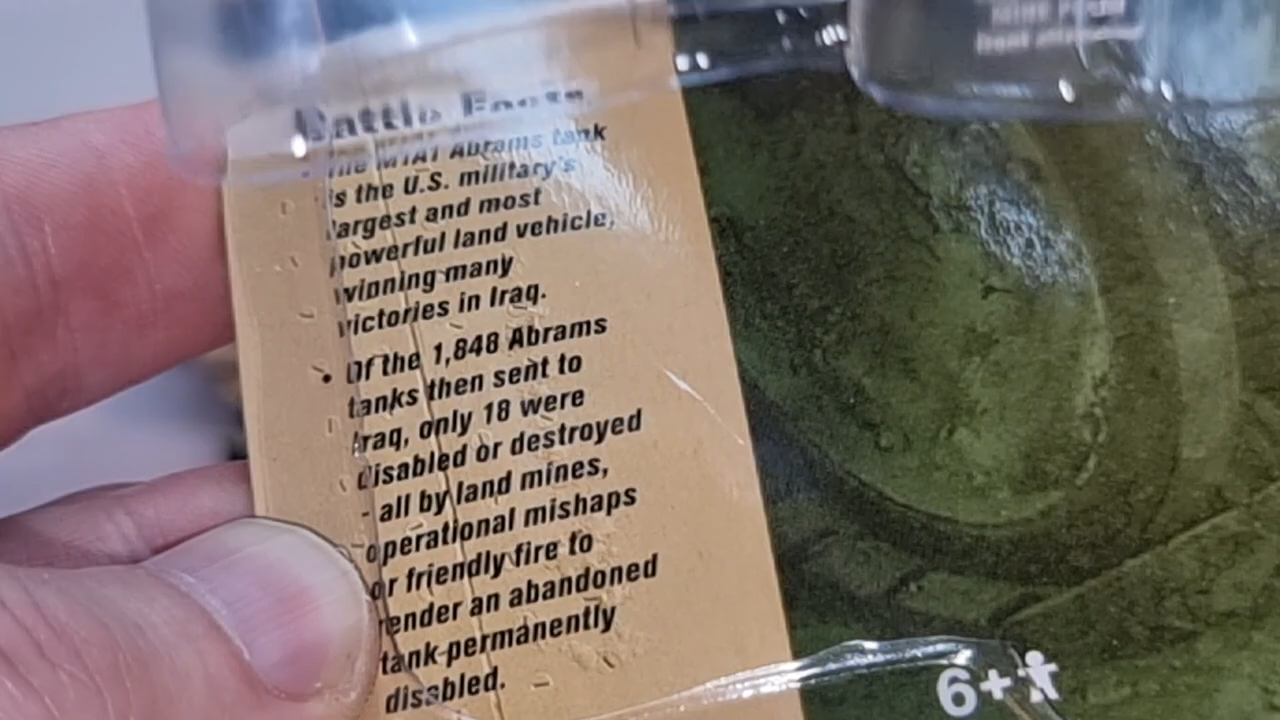 Battle Facts
• The M1A1 Abrams tank
is the U.S. military's
largest and most
powerful land vehicle,
winning many
victories in Iraq.
• Of the 1,848 Abrams
tanks then sent to
Iraq, only 18 were
disabled or destroyed
- all by land mines,
operational mishaps
or friendly fire to
render an abandoned
tank permanently
disabled.
6+